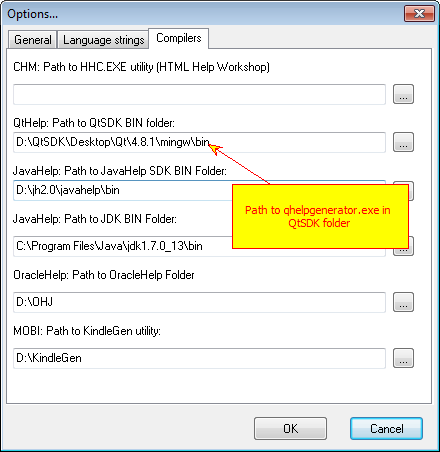 Options...
General Language strings Compilers
CHM: Path to HHC.EXE utility (HTML Help Workshop)
...
QtHelp: Path to QtSDK BIN folder:
D:\QtSDK\Desktop\Qt\4.8.1\mingw\bin
...
JavaHelp: Path to JavaHelp SDK BIN Folder:
D:\jh2.0\javahelp\bin
Path to qhelpgenerator.exe in
QtSDK folder
JavaHelp: Path to JDK BIN Folder:
C:\Program Files\Java\jdk1.7.0_13\bin
...
OracleHelp: Path to OracleHelp Folder
D:\OHJ
...
MOBI: Path to KindleGen utility:
D:\KindleGen
...
OK Cancel